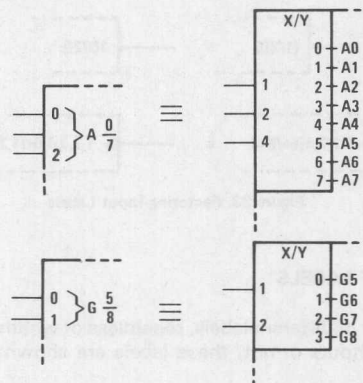 X/Y
0 A0
1 A1
1 2 A2
2 3 A3
4 4 A4
5 A5
6 A6
7 A7
0
2
} A 0/7
≡
X/Y
0 G5
1 1 G6
2 G7
2 3 G8
0
1
} G 5/8
≡